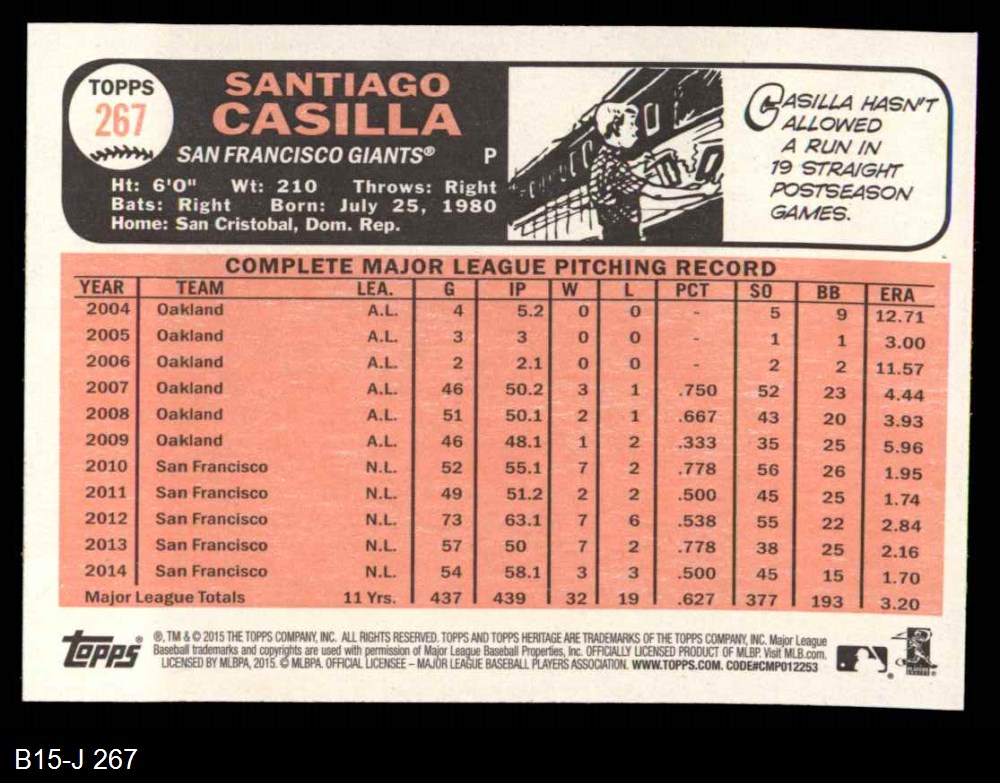 TOPPS
267
SANTIAGO
CASILLA
SAN FRANCISCO GIANTS® P
Ht: 6'0" Wt: 210 Throws: Right
Bats: Right Born: July 25, 1980
Home: San Cristobal, Dom. Rep.
CASILLA HASN'T
ALLOWED
A RUN IN
19 STRAIGHT
POSTSEASON
GAMES.
COMPLETE MAJOR LEAGUE PITCHING RECORD
YEAR TEAM LEA. G IP W L PCT SO BB ERA
2004 Oakland A.L. 4 5.2 0 0 - 5 9 12.71
2005 Oakland A.L. 3 3 0 0 - 1 1 3.00
2006 Oakland A.L. 2 2.1 0 0 - 2 2 11.57
2007 Oakland A.L. 46 50.2 3 1 .750 52 23 4.44
2008 Oakland A.L. 51 50.1 2 1 .667 43 20 3.93
2009 Oakland A.L. 46 48.1 1 2 .333 35 25 5.96
2010 San Francisco N.L. 52 55.1 7 2 .778 56 26 1.95
2011 San Francisco N.L. 49 51.2 2 2 .500 45 25 1.74
2012 San Francisco N.L. 73 63.1 7 6 .538 55 22 2.84
2013 San Francisco N.L. 57 50 7 2 .778 38 25 2.16
2014 San Francisco N.L. 54 58.1 3 3 .500 45 15 1.70
Major League Totals 11 Yrs. 437 439 32 19 .627 377 193 3.20
topps
®, TM & © 2015 THE TOPPS COMPANY, INC. ALL RIGHTS RESERVED. TOPPS AND TOPPS HERITAGE ARE TRADEMARKS OF THE TOPPS COMPANY, INC. Major League
Baseball trademarks and copyrights are used with permission of Major League Baseball Properties, Inc. OFFICIALLY LICENSED PRODUCT OF MLBP. Visit MLB.com.
LICENSED BY MLBPA, 2015. © MLBPA. OFFICIAL LICENSEE – MAJOR LEAGUE BASEBALL PLAYERS ASSOCIATION. WWW.TOPPS.COM. CODE#CMP012253
B15-J 267